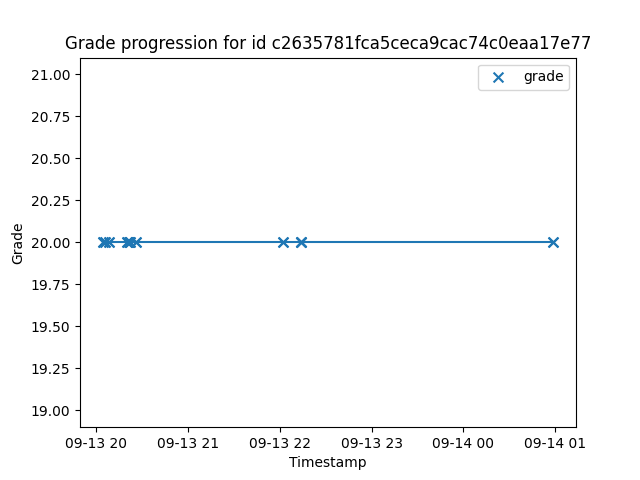 Grade progression for id c2635781fca5ceca9cac74c0eaa17e77
grade
21.00
20.75
20.50
20.25
20.00
19.75
19.50
19.25
19.00
Grade
09-13 20 09-13 21 09-13 22 09-13 23 09-14 00 09-14 01
Timestamp